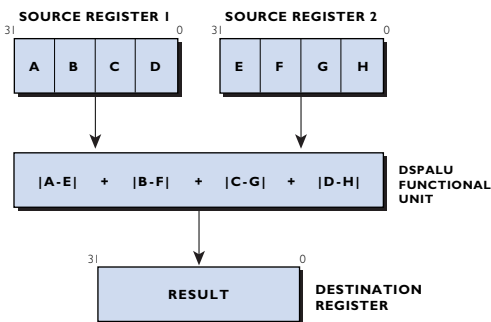 SOURCE REGISTER 1
SOURCE REGISTER 2
31 0
31 0
A B C D
E F G H
|A-E| + |B-F| + |C-G| + |D-H|
DSPALU
FUNCTIONAL
UNIT
31 0
RESULT
DESTINATION
REGISTER